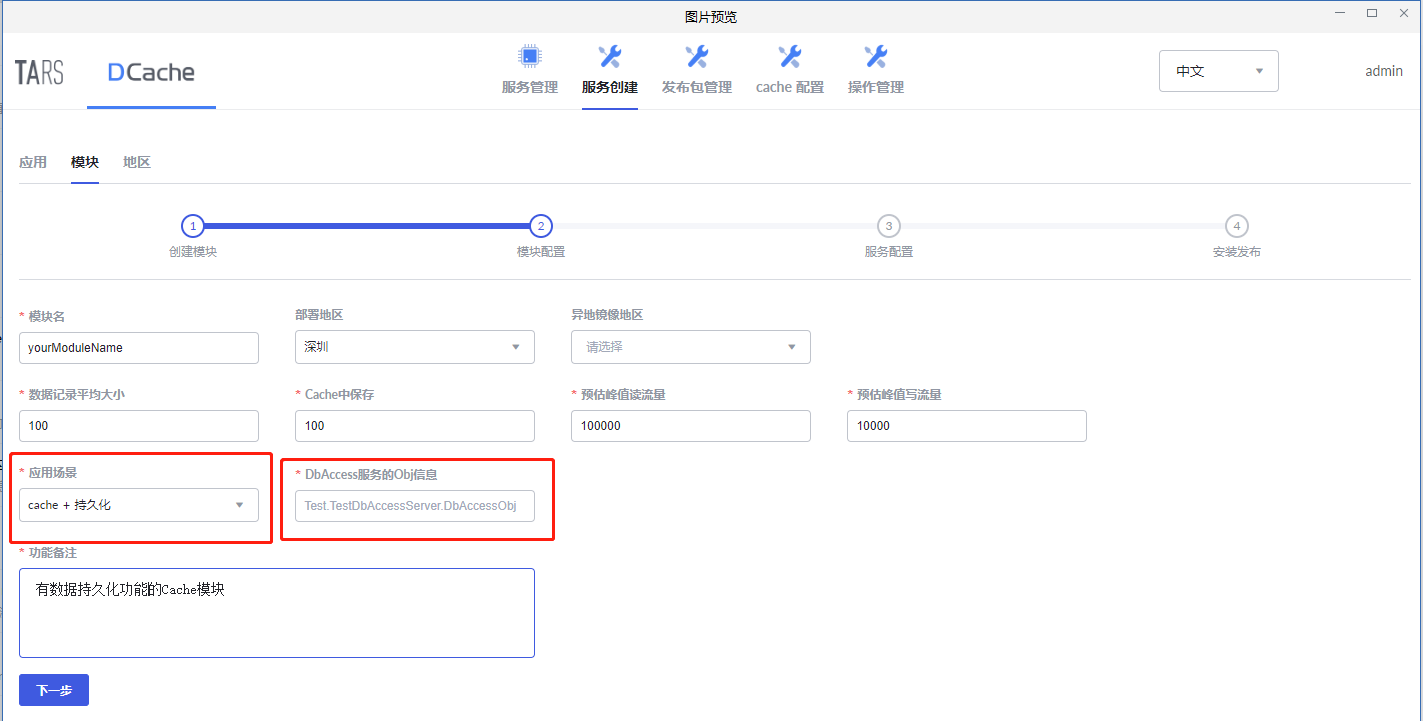 图片预览
TARS DCache
服务管理 服务创建 发布包管理 cache 配置 操作管理
中文 admin
应用 模块 地区
1 2 3 4
创建模块 模块配置 服务配置 安装发布
* 模块名 部署地区 异地镜像地区
yourModuleName 深圳 请选择
* 数据记录平均大小 * Cache中保存 * 预估峰值读流量 * 预估峰值写流量
100 100 100000 10000
* 应用场景 * DbAccess服务的Obj信息
cache + 持久化 Test.TestDbAccessServer.DbAccessObj
* 功能备注
有数据持久化功能的Cache模块
下一步